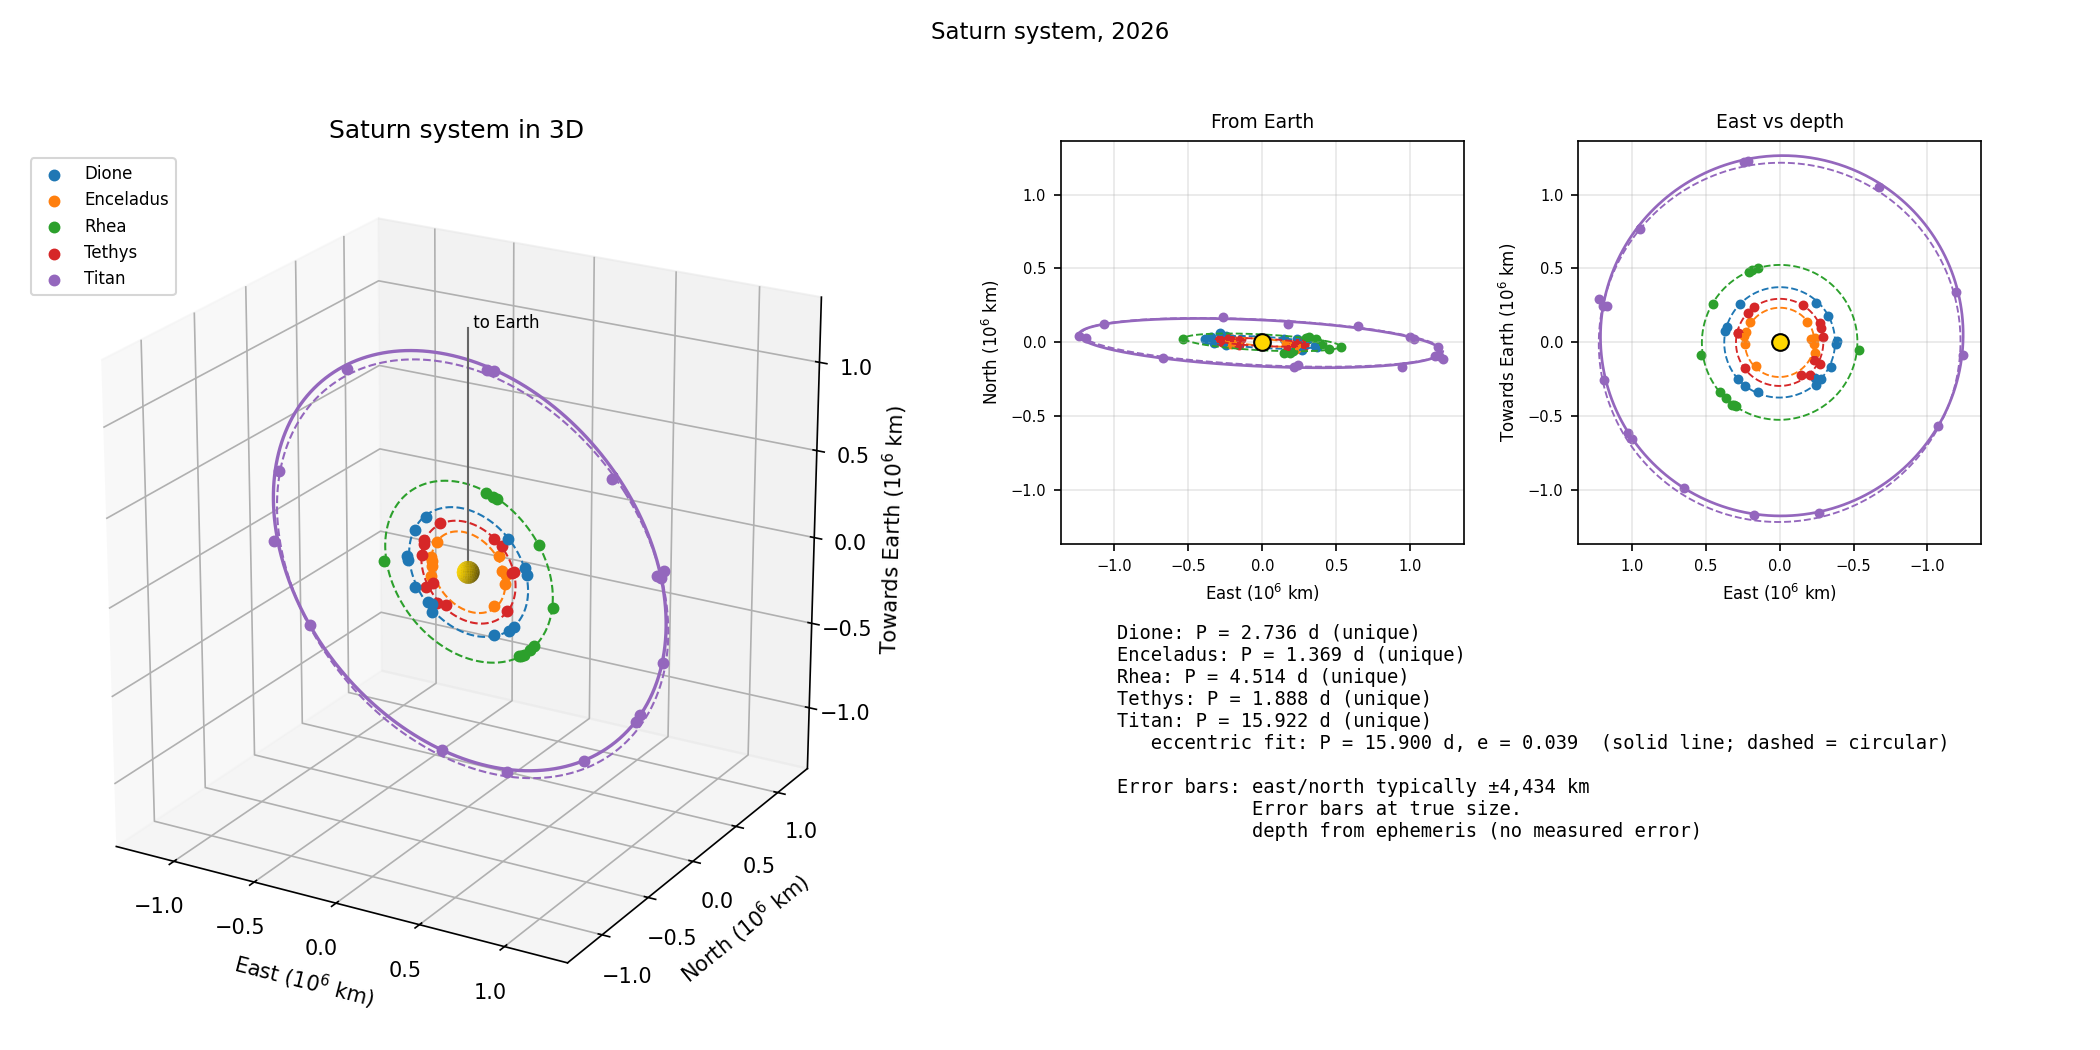 Saturn system, 2026
Saturn system in 3D
Dione
Enceladus
Rhea
Tethys
Titan
to Earth
1.0
0.5
0.0
−0.5
−1.0
Towards Earth (10⁶ km)
1.0
0.5
0.0
−0.5
−1.0
North (10⁶ km)
−1.0
−0.5
0.0
0.5
1.0
East (10⁶ km)
From Earth
1.0
0.5
0.0
−0.5
−1.0
North (10⁶ km)
−1.0 −0.5 0.0 0.5 1.0
East (10⁶ km)
East vs depth
1.0
0.5
0.0
−0.5
−1.0
Towards Earth (10⁶ km)
1.0 0.5 0.0 −0.5 −1.0
East (10⁶ km)
Dione: P = 2.736 d (unique)
Enceladus: P = 1.369 d (unique)
Rhea: P = 4.514 d (unique)
Tethys: P = 1.888 d (unique)
Titan: P = 15.922 d (unique)
eccentric fit: P = 15.900 d, e = 0.039 (solid line; dashed = circular)
Error bars: east/north typically ±4,434 km
Error bars at true size.
depth from ephemeris (no measured error)